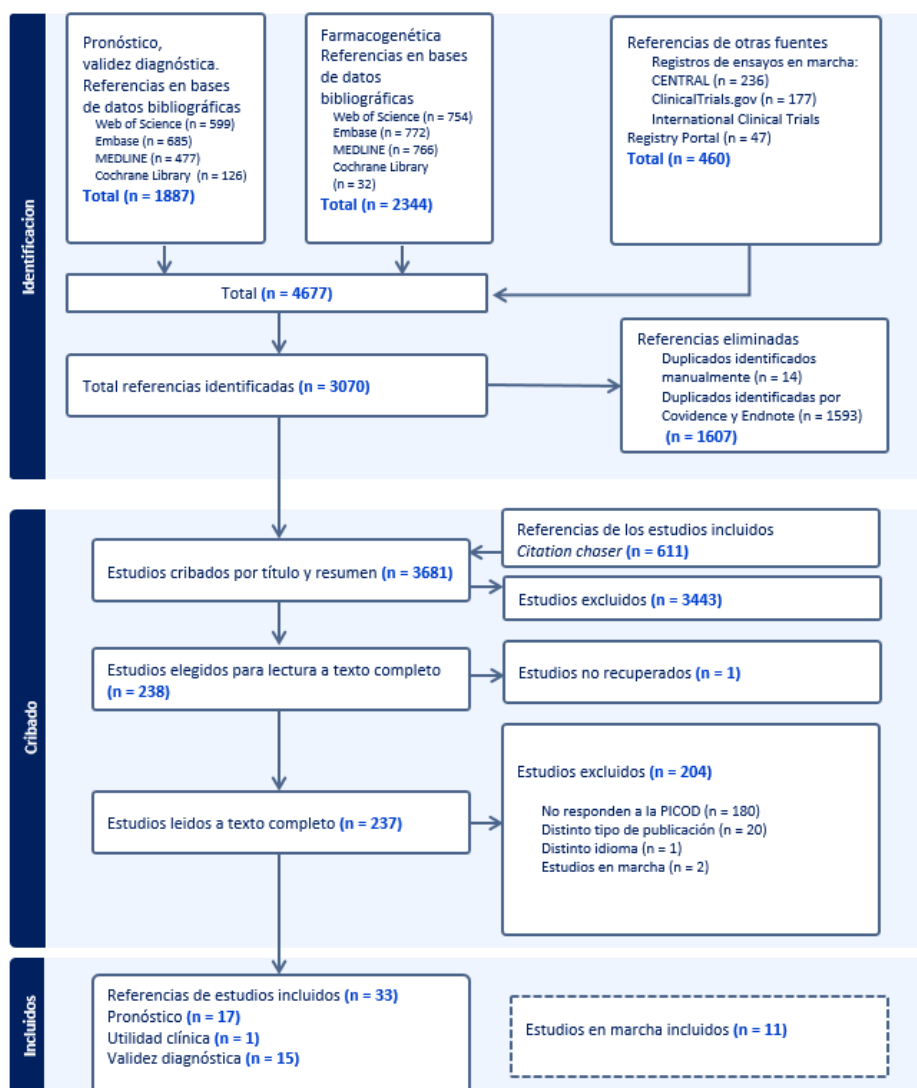 Identificacion
Pronóstico,
validez diagnóstica.
Referencias en bases
de datos bibliográficas
Web of Science (n = 599)
Embase (n = 685)
MEDLINE (n = 477)
Cochrane Library (n = 126)
Total (n = 1887)
Farmacogenética
Referencias en bases
de datos
bibliográficas
Web of Science (n = 754)
Embase (n = 772)
MEDLINE (n = 766)
Cochrane Library
(n = 32)
Total (n = 2344)
Referencias de otras fuentes
Registros de ensayos en marcha:
CENTRAL (n = 236)
ClinicalTrials.gov (n = 177)
International Clinical Trials
Registry Portal (n = 47)
Total (n = 460)
Total (n = 4677)
Total referencias identificadas (n = 3070)
Referencias eliminadas
Duplicados identificados
manualmente (n = 14)
Duplicados identificadas por
Covidence y Endnote (n = 1593)
(n = 1607)
Cribado
Referencias de los estudios incluidos
Citation chaser (n = 611)
Estudios cribados por título y resumen (n = 3681)
Estudios excluidos (n = 3443)
Estudios elegidos para lectura a texto completo
(n = 238)
Estudios no recuperados (n = 1)
Estudios leidos a texto completo (n = 237)
Estudios excluidos (n = 204)
No responden a la PICOD (n = 180)
Distinto tipo de publicación (n = 20)
Distinto idioma (n = 1)
Estudios en marcha (n = 2)
Incluidos
Referencias de estudios incluidos (n = 33)
Pronóstico (n = 17)
Utilidad clínica (n = 1)
Validez diagnóstica (n = 15)
Estudios en marcha incluidos (n = 11)